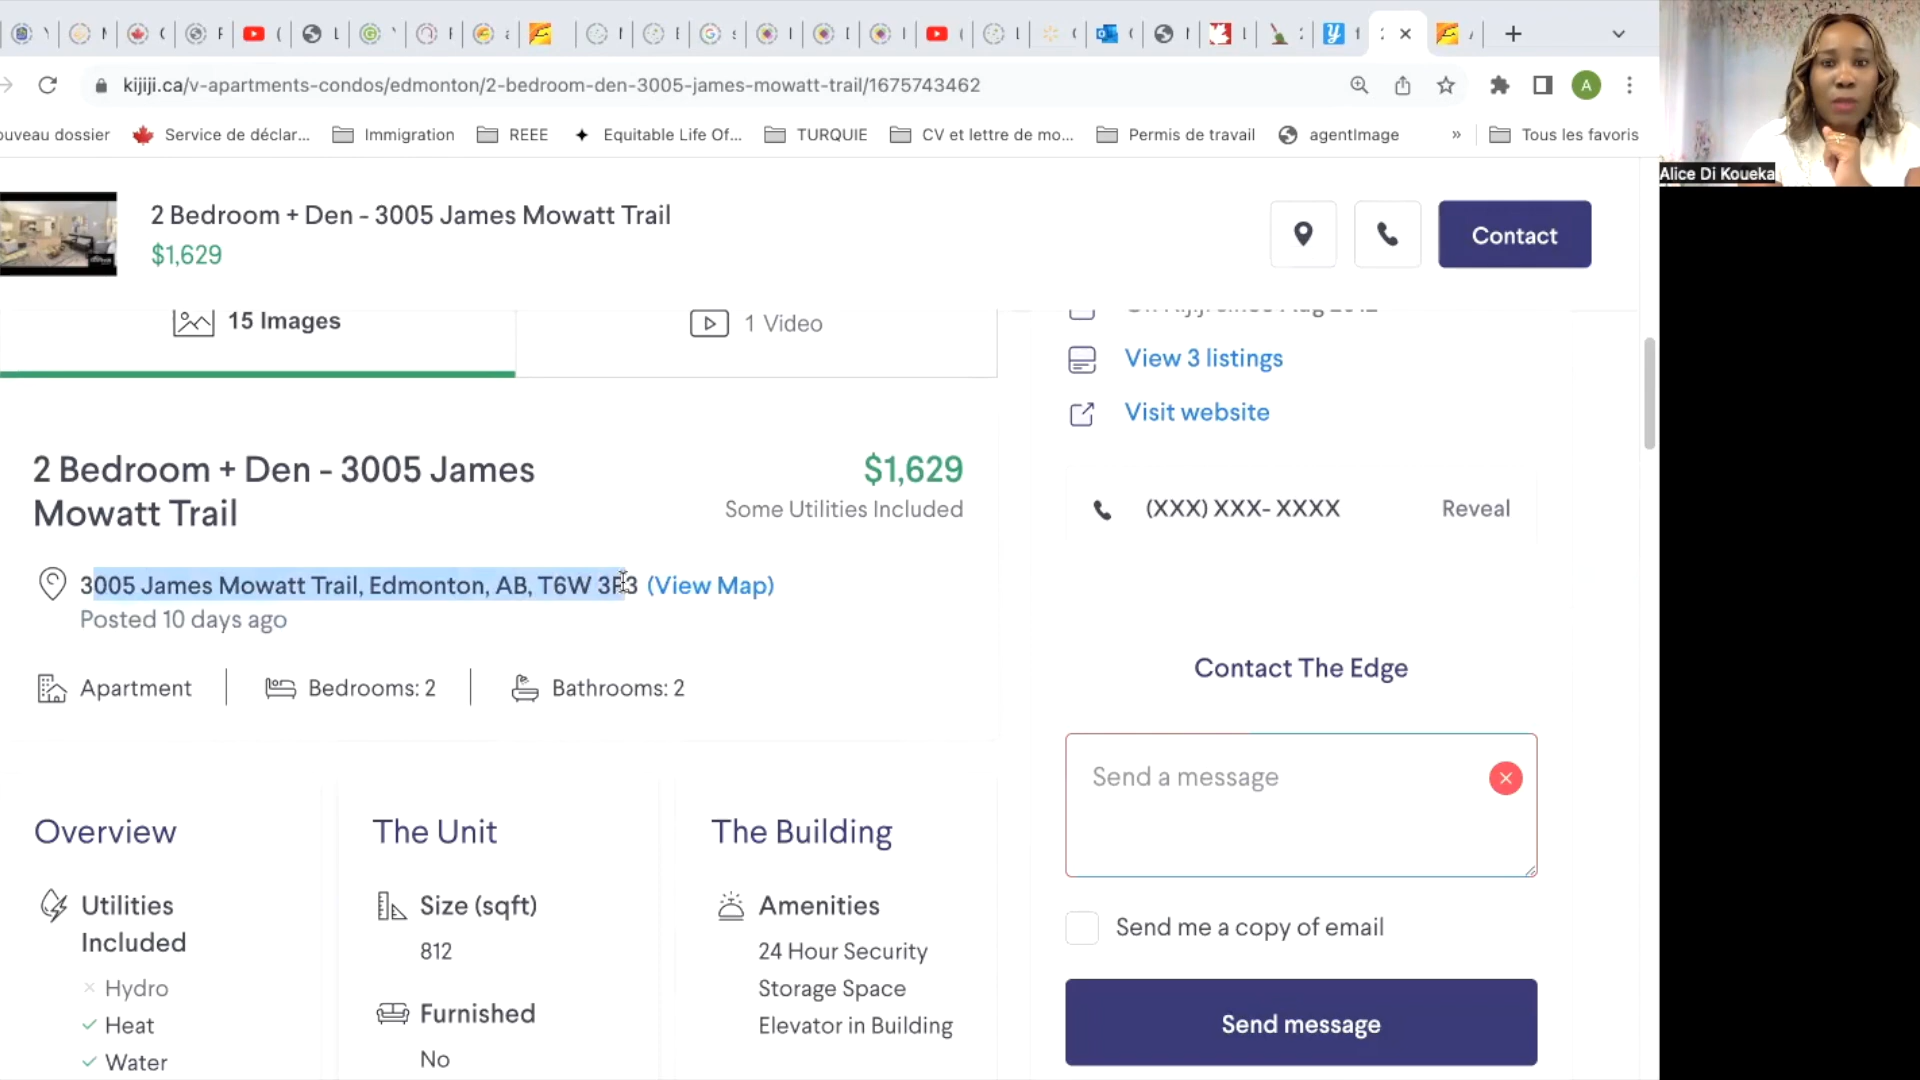 kijiji.ca/v-apartments-condos/edmonton/2-bedroom-den-3005-james-mowatt-trail/1675743462
A
ouveau dossier
Service de déclar...
Immigration
REEE
Equitable Life Of...
TURQUIE
CV et lettre de mo...
Permis de travail
agentImage
»
Tous les favoris
Alice Di Koueka
2 Bedroom + Den - 3005 James Mowatt Trail
$1,629
Contact
15 Images
1 Video
View 3 listings
Visit website
2 Bedroom + Den - 3005 James
Mowatt Trail
$1,629
Some Utilities Included
(XXX) XXX- XXXX
Reveal
3005 James Mowatt Trail, Edmonton, AB, T6W 3P3 (View Map)
Posted 10 days ago
Apartment
Bedrooms: 2
Bathrooms: 2
Contact The Edge
Send a message
Send me a copy of email
Send message
Overview
Utilities
Included
Hydro
Heat
Water
The Unit
Size (sqft)
812
Furnished
No
The Building
Amenities
24 Hour Security
Storage Space
Elevator in Building